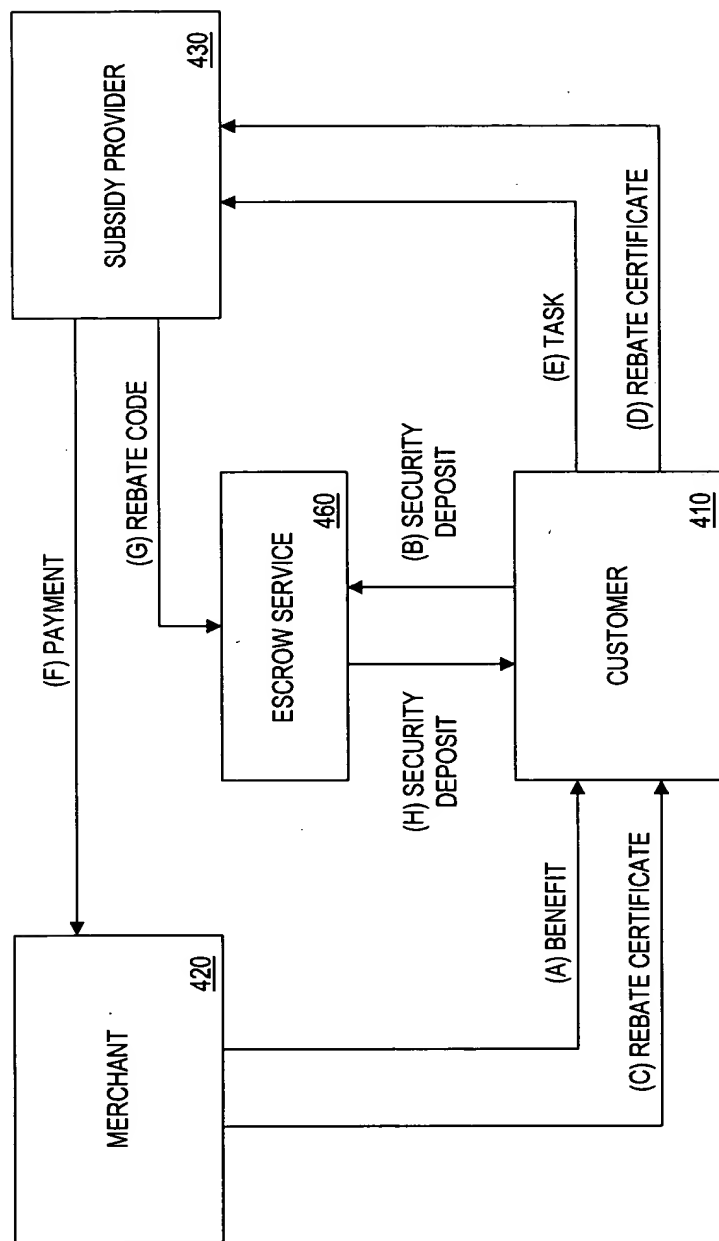 MERCHANT
420
SUBSIDY PROVIDER
430
(F) PAYMENT
(G) REBATE CODE
ESCROW SERVICE
460
(H) SECURITY
DEPOSIT
(B) SECURITY
DEPOSIT
(A) BENEFIT
(C) REBATE CERTIFICATE
(E) TASK
(D) REBATE CERTIFICATE
CUSTOMER
410